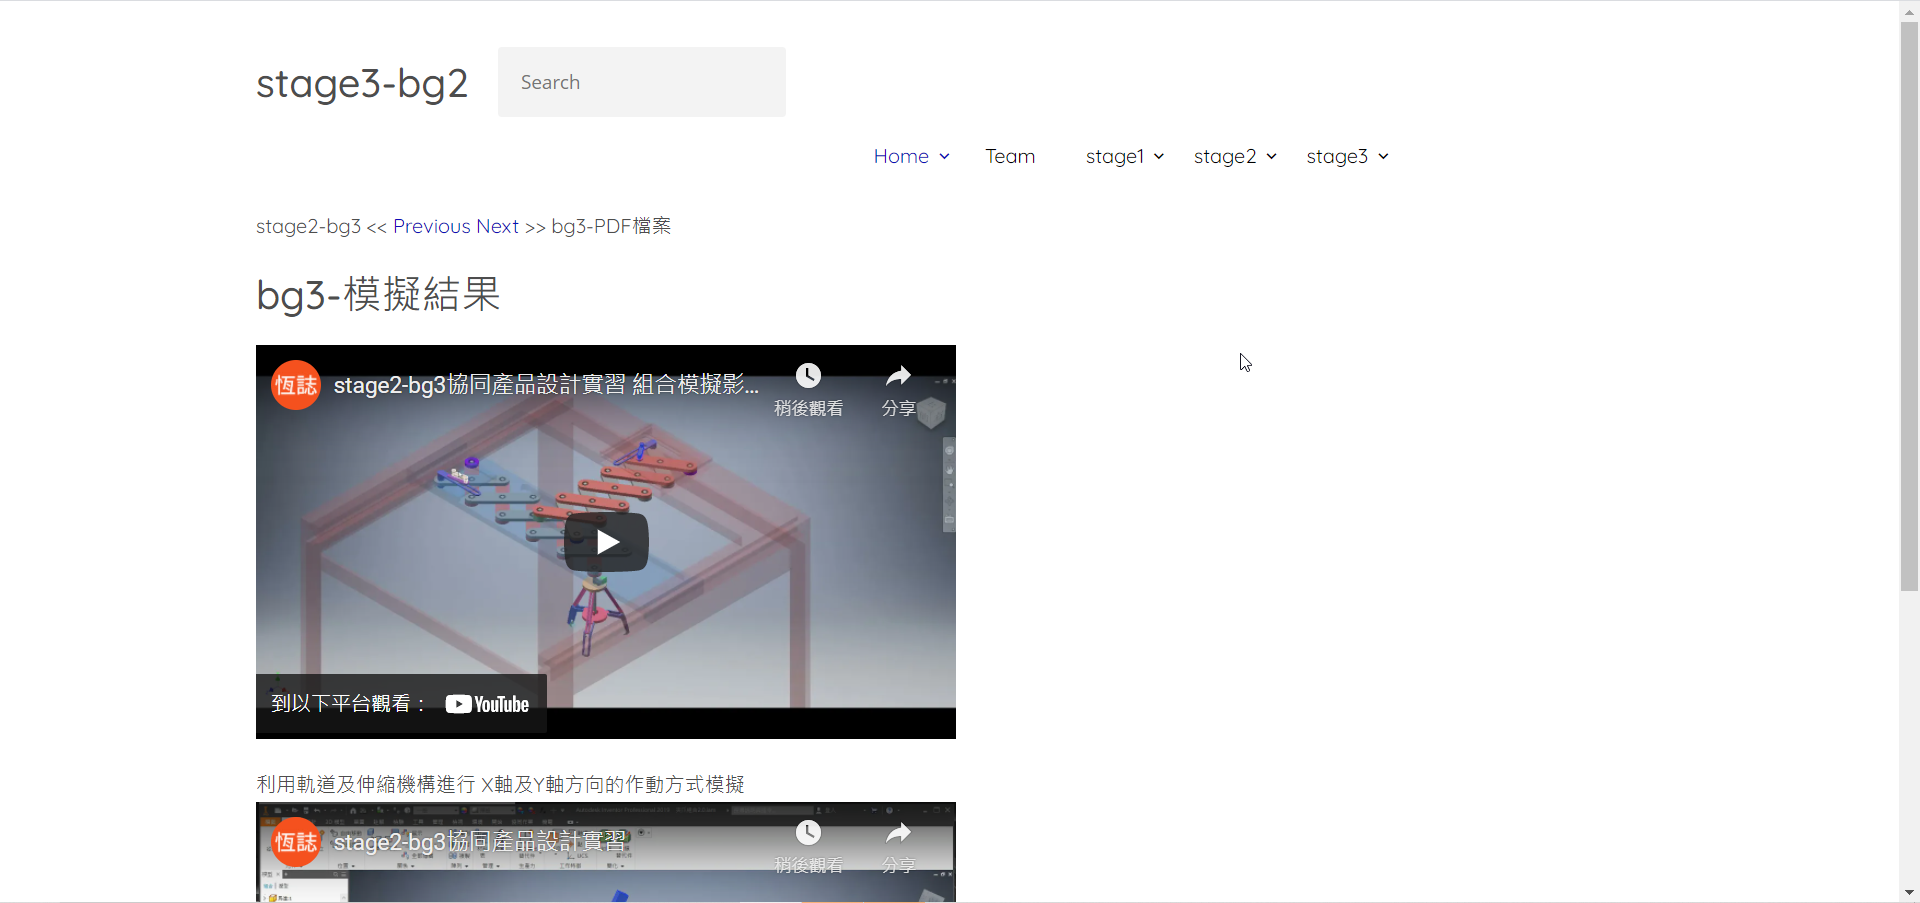 stage3-bg2
Search
Home
Team
stage1
stage2
stage3
stage2-bg3 << Previous Next >> bg3-PDF檔案
bg3-模擬結果
恆誌
stage2-bg3協同產品設計實習 組合模擬影...
稍後觀看
分享
到以下平台觀看：
YouTube
利用軌道及伸縮機構進行 X軸及Y軸方向的作動方式模擬
恆誌
stage2-bg3協同產品設計實習
稍後觀看
分享